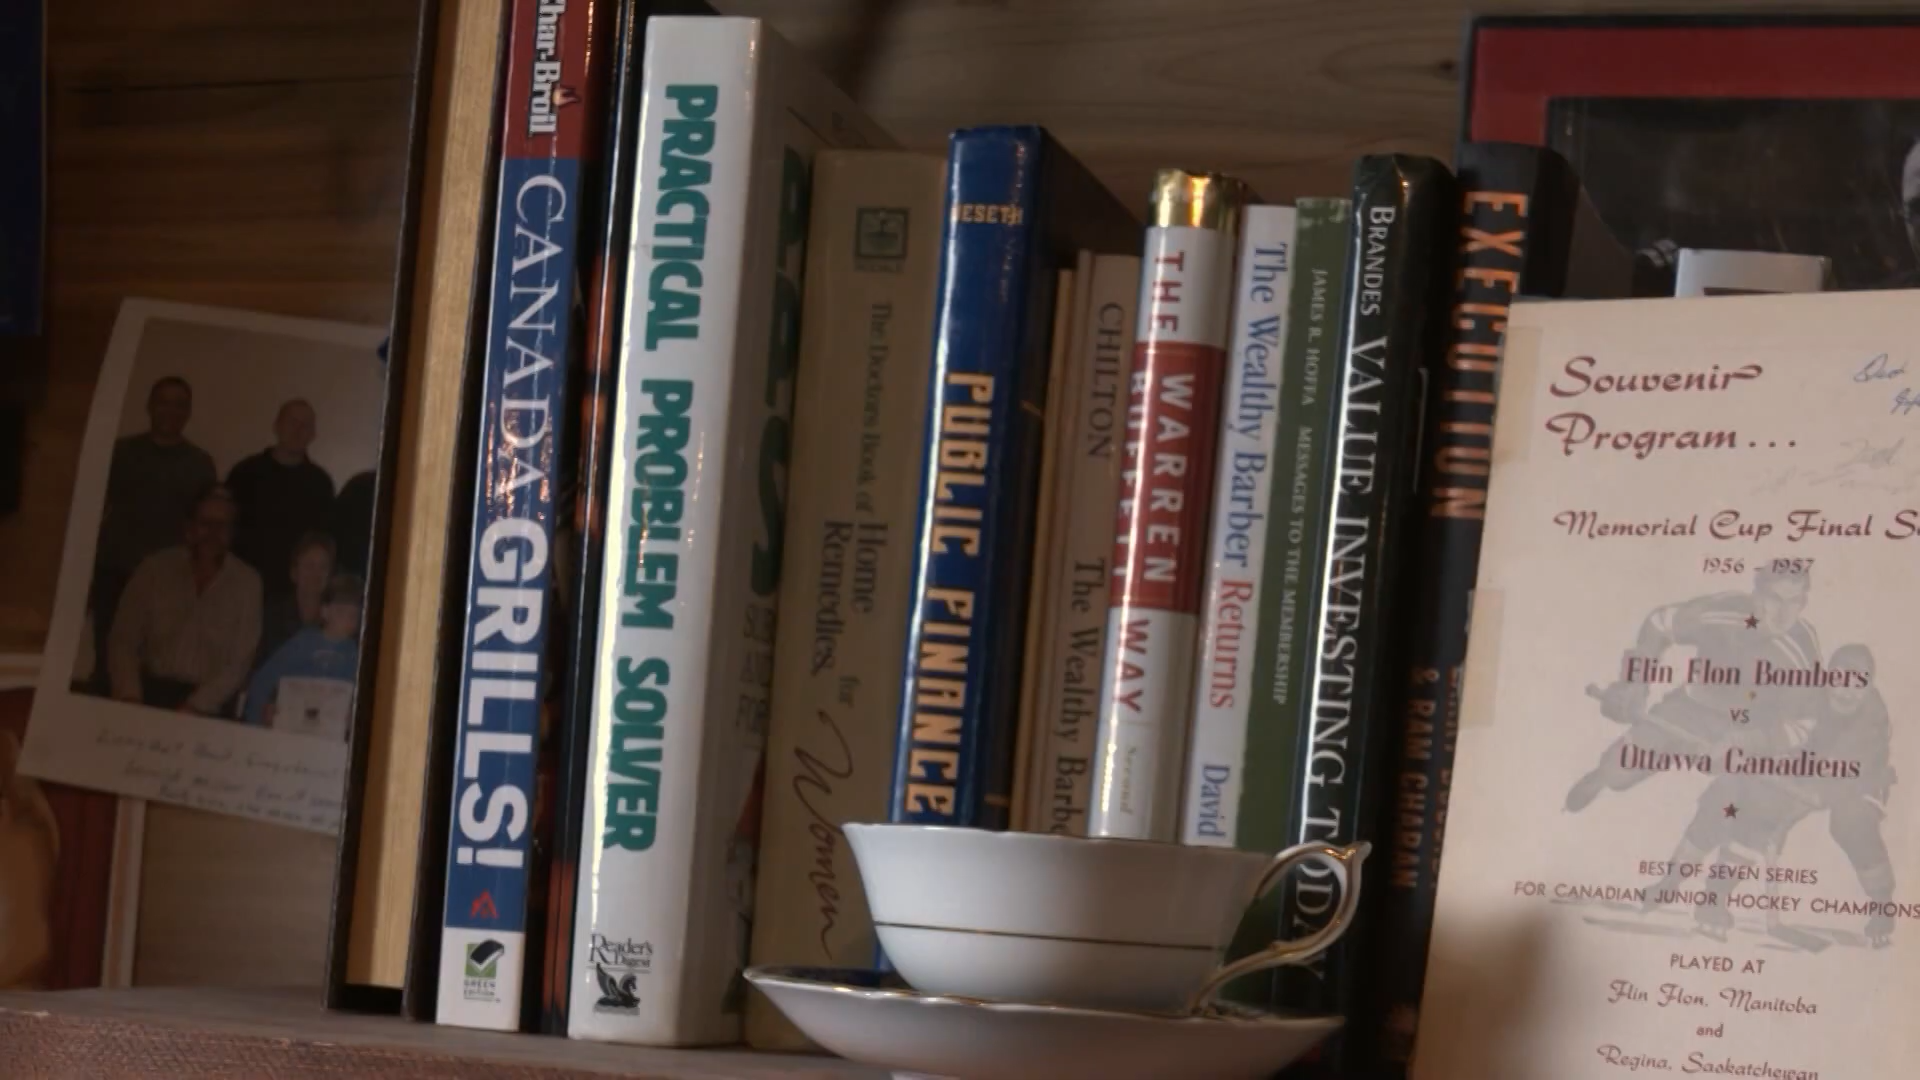 Char-Broil
CANADA GRILLS!
GREEN
EDITION
PRACTICAL PROBLEM SOLVER
Reader's
Digest
The Doctors Book of
Home
Remedies
for
Women
PUBLIC FINANCE
CHILTON
The Wealthy Barbe
THE WARREN
BUFFETT WAY
Second
The Wealthy Barber Returns
David
JAMES R. HOFFA MESSAGES TO THE MEMBERSHIP
BRANDES VALUE INVESTING TODAY
EXECUTION
& RAM CHARAN
Souvenir
Program...
Memorial Cup Final S
1956 - 1957
Flin Flon Bombers
VS
Ottawa Canadiens
BEST OF SEVEN SERIES
FOR CANADIAN JUNIOR HOCKEY CHAMPIONS
PLAYED AT
Flin Flon, Manitoba
and
Regina, Saskatchewan